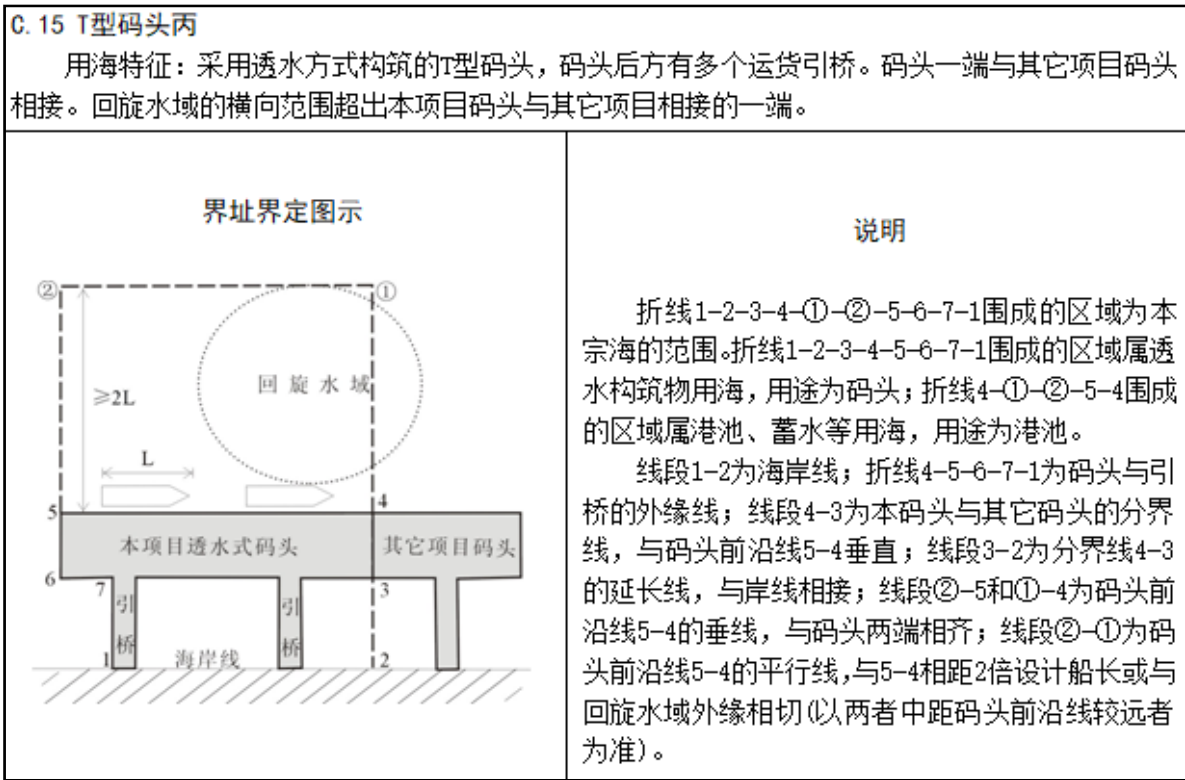 C.15 T型码头丙
用海特征：采用透水方式构筑的T型码头，码头后方有多个运货引桥。码头一端与其它项目码头
相接。回旋水域的横向范围超出本项目码头与其它项目相接的一端。
界址界定图示
②
①
回旋水域
≥2L
L
5
4
本项目透水式码头
其它项目码头
6
7
3
引桥
引桥
1
海岸线
2
说明
折线1-2-3-4-①-②-5-6-7-1围成的区域为本
宗海的范围。折线1-2-3-4-5-6-7-1围成的区域属透
水构筑物用海，用途为码头；折线4-①-②-5-4围成
的区域属港池、蓄水等用海，用途为港池。
线段1-2为海岸线；折线4-5-6-7-1为码头与引
桥的外缘线；线段4-3为本码头与其它码头的分界
线，与码头前沿线5-4垂直；线段3-2为分界线4-3
的延长线，与岸线相接；线段②-5和①-4为码头前
沿线5-4的垂线，与码头两端相齐；线段②-①为码
头前沿线5-4的平行线，与5-4相距2倍设计船长或与
回旋水域外缘相切(以两者中距码头前沿线较远者
为准)。